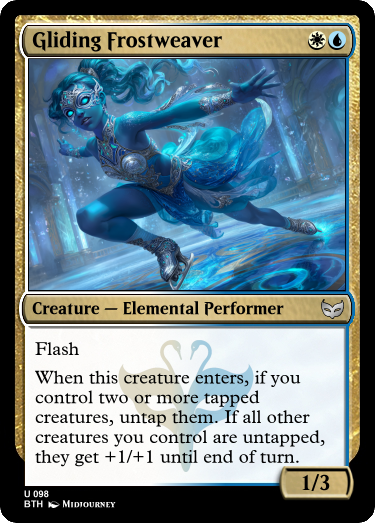 Gliding Frostweaver
Creature — Elemental Performer
Flash
When this creature enters, if you
control two or more tapped
creatures, untap them. If all other
creatures you control are untapped,
they get +1/+1 until end of turn.
1/3
U 098
BTH Midjourney